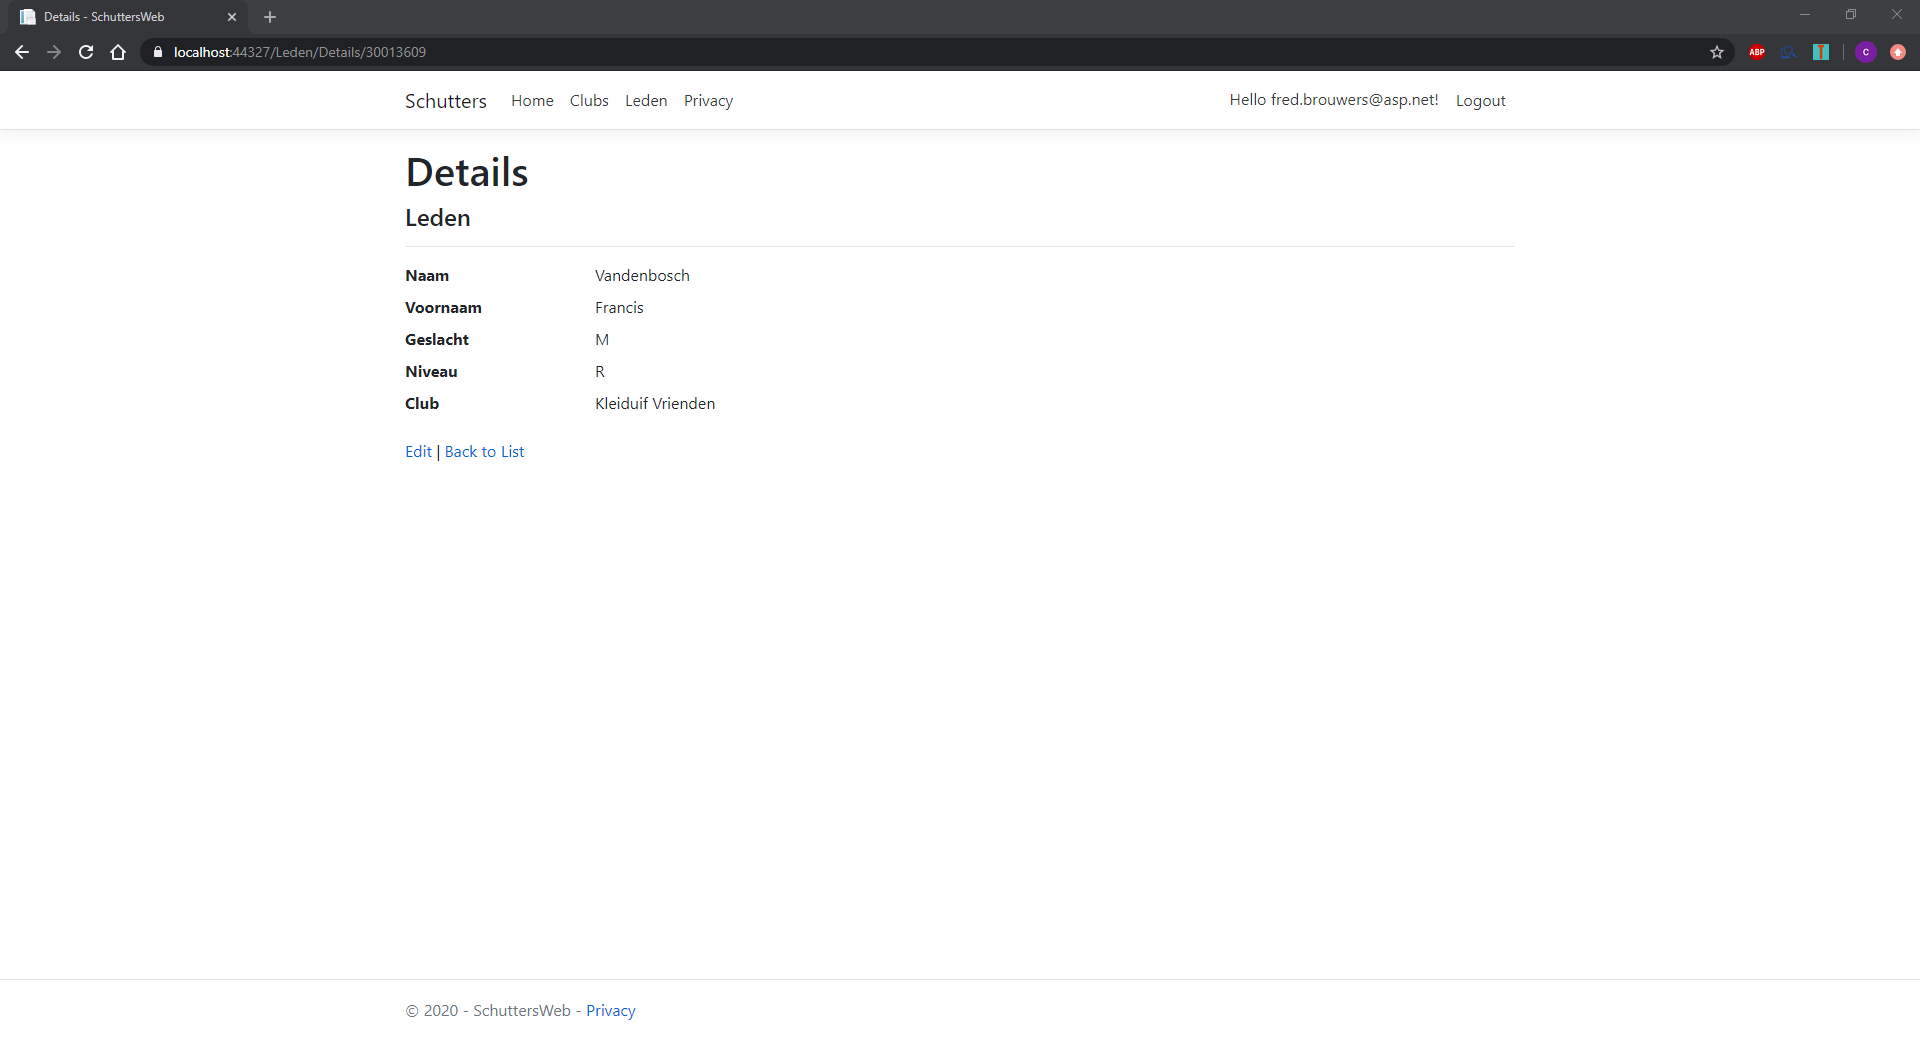 Details - SchuttersWeb
localhost:44327/Leden/Details/30013609
ABP
C
Schutters Home Clubs Leden Privacy Hello fred.brouwers@asp.net! Logout
Details
Leden
Naam Vandenbosch
Voornaam Francis
Geslacht M
Niveau R
Club Kleiduif Vrienden
Edit | Back to List
© 2020 - SchuttersWeb - Privacy